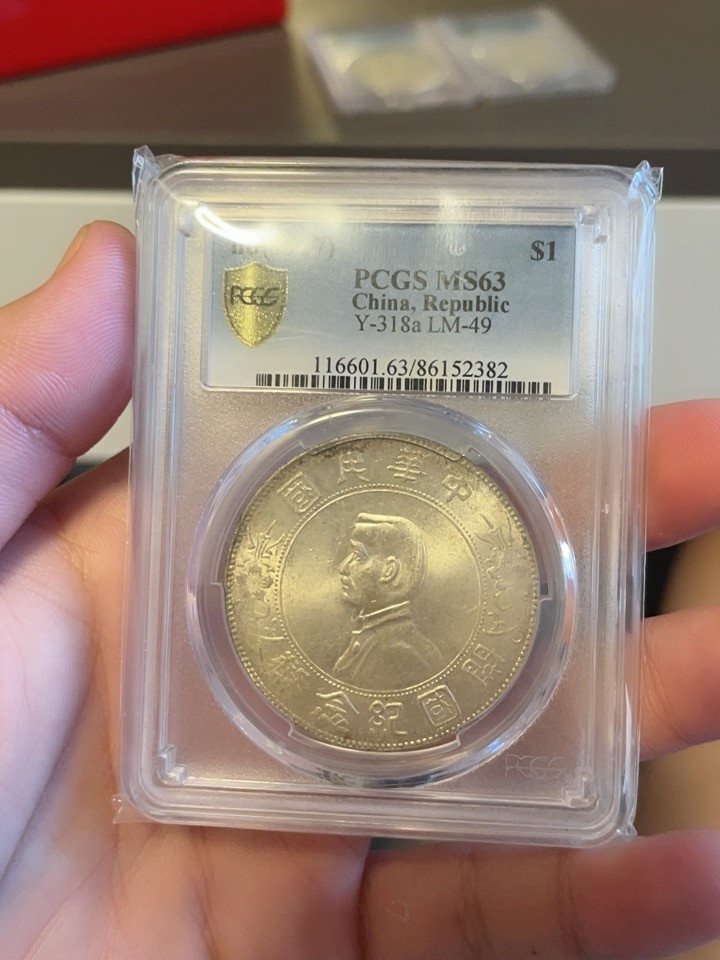 $1
PCGS MS63
China, Republic
Y-318a LM-49
116601.63/86152382
PCGS
中華民國
開國紀念幣
PCGS